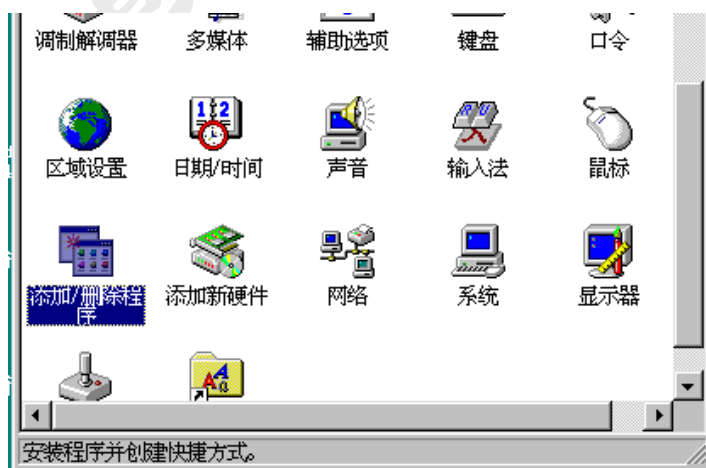 调制解调器 多媒体 辅助选项 键盘 口令
区域设置 日期/时间 声音 输入法 鼠标
添加/删除程 添加新硬件 网络 系统 显示器
序
安装程序并创建快捷方式。